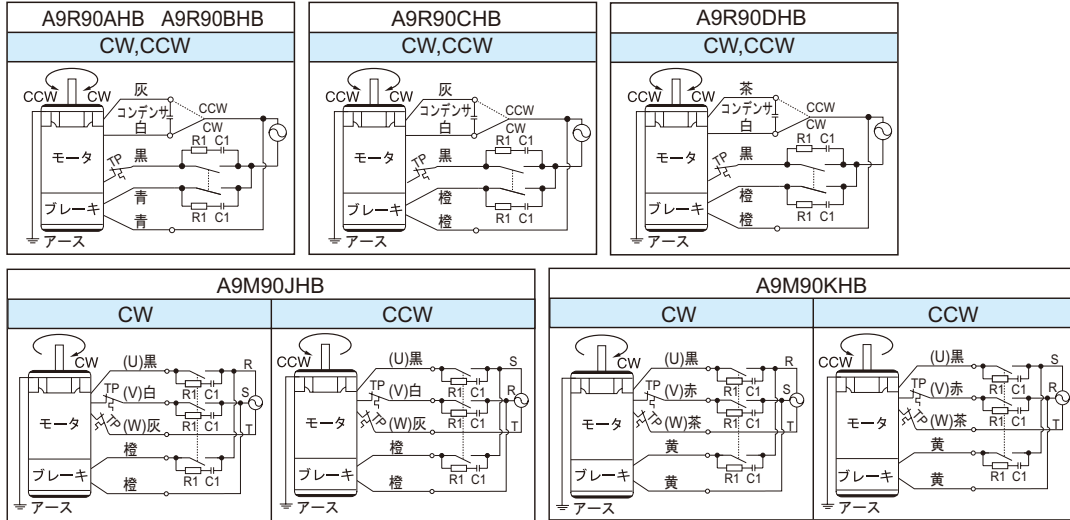 A9R90AHB A9R90BHB
CW,CCW
CCW CW
灰
コンデンサ
白
CCW
CW
R1 C1
モータ
TP
黒
青
ブレーキ
R1 C1
青
アース
A9R90CHB
CW,CCW
CCW CW
灰
コンデンサ
白
CCW
CW
R1 C1
モータ
TP
黒
橙
ブレーキ
R1 C1
橙
アース
A9R90DHB
CW,CCW
CCW CW
茶
コンデンサ
白
CCW
CW
R1 C1
モータ
TP
黒
橙
ブレーキ
R1 C1
橙
アース
A9M90JHB
CW
CW
(U)黒
R
R1 C1
TP
(V)白
S
モータ
R1 C1
TP
(W)灰
T
橙
ブレーキ
R1 C1
橙
アース
CCW
CCW
(U)黒
S
R1 C1
TP
(V)白
R
モータ
R1 C1
TP
(W)灰
T
橙
ブレーキ
R1 C1
橙
アース
A9M90KHB
CW
CW
(U)黒
R
R1 C1
TP
(V)赤
S
モータ
R1 C1
TP
(W)茶
T
黄
ブレーキ
R1 C1
黄
アース
CCW
CCW
(U)黒
S
R1 C1
TP
(V)赤
R
モータ
R1 C1
TP
(W)茶
T
黄
ブレーキ
R1 C1
黄
アース